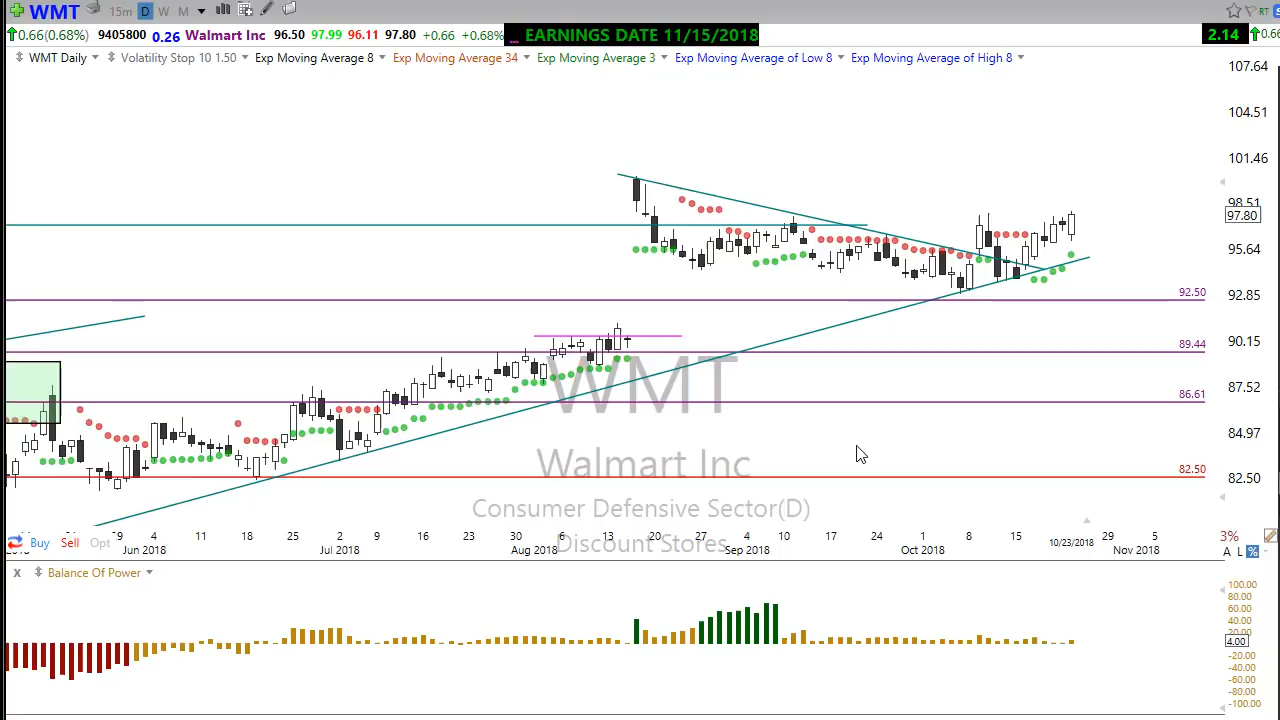 WMT 15m D W M RT
0.66(0.68%) 9405800 0.26 Walmart Inc 96.50 97.99 96.11 97.80 +0.66 +0.68% _ EARNINGS DATE 11/15/2018 2.14
WMT Daily Volatility Stop 10 1.50 Exp Moving Average 8 Exp Moving Average 34 Exp Moving Average 3 Exp Moving Average of Low 8 Exp Moving Average of High 8
107.64
104.51
101.46
98.51
97.80
95.64
92.50 92.85
89.44 90.15
86.61 87.52
84.97
82.50 82.50
WMT
Walmart Inc
Consumer Defensive Sector(D)
Discount Stores
29 4 11 18 25 2 9 16 23 30 6 13 20 27 4 10 17 24 1 8 15 10/23/2018 29 5
2018 Jun 2018 Jul 2018 Aug 2018 Sep 2018 Oct 2018 Nov 2018
Buy Sell Opt 3%
A L %
X Balance Of Power
100.00
80.00
60.00
40.00
20.00
4.00
-20.00
-40.00
-60.00
-80.00
-100.00